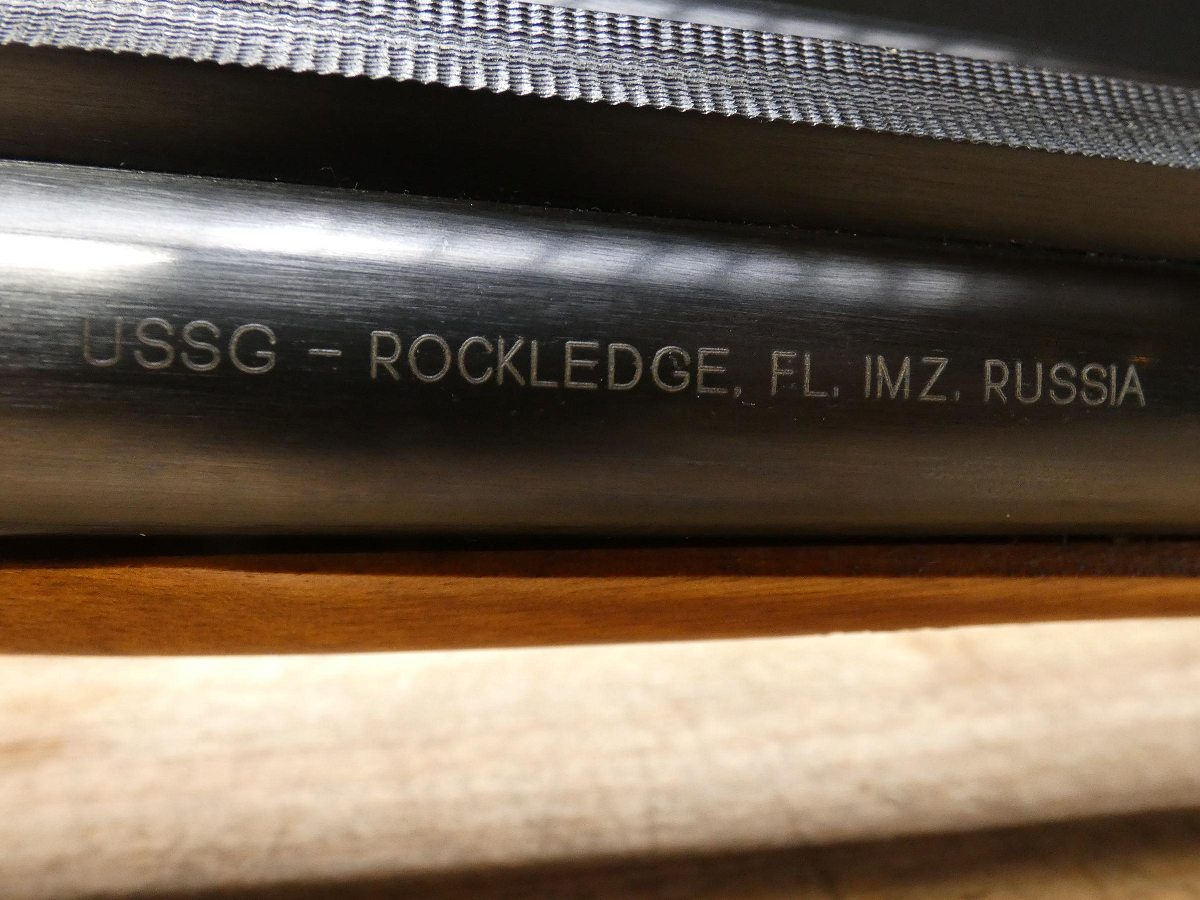 USSG - ROCKLEDGE, FL. IMZ, RUSSIA